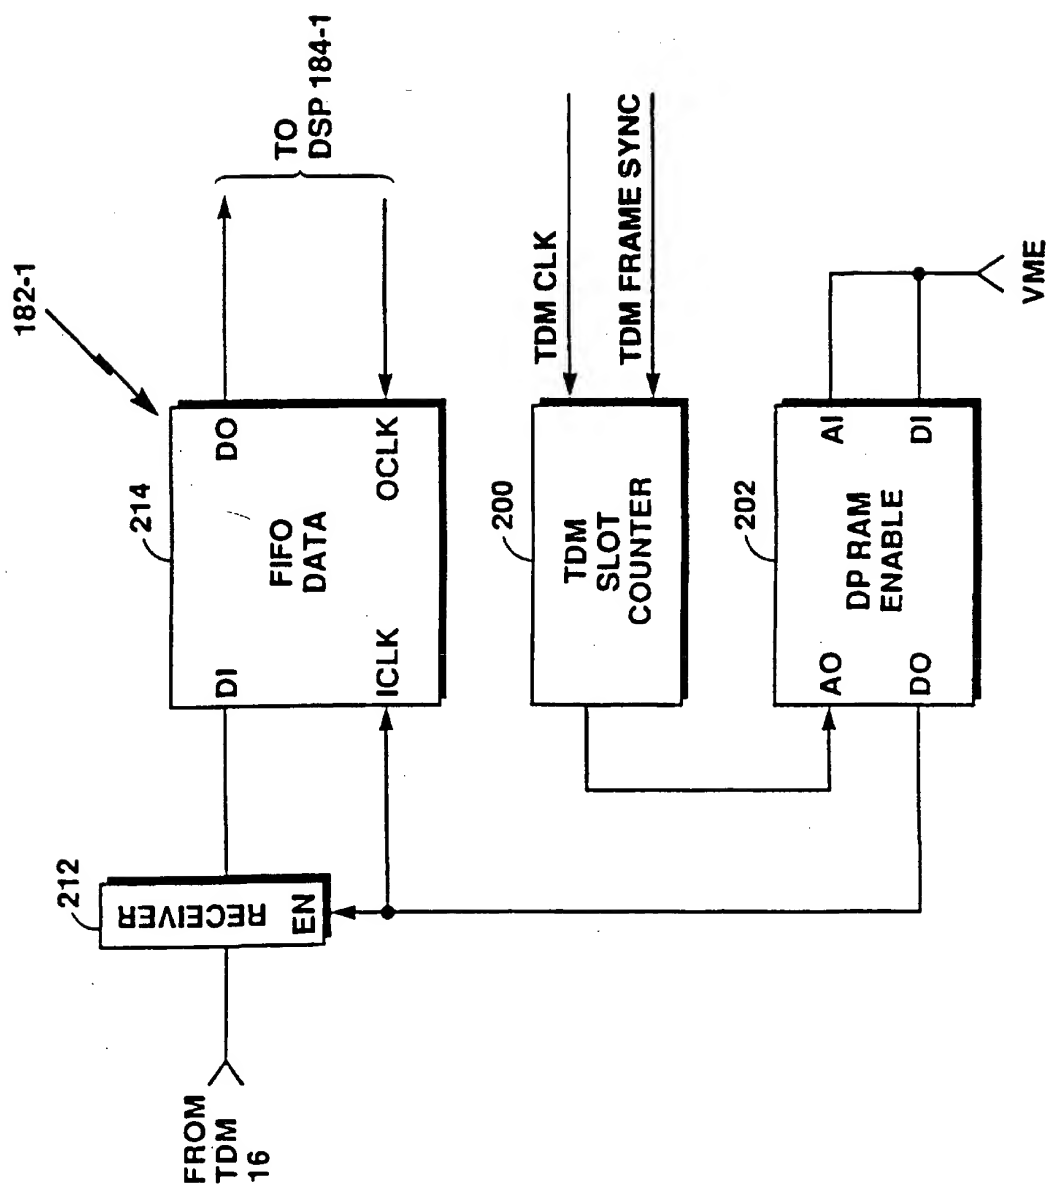 182-1
FROM
TDM
16
212
RECEIVER
EN
214
DI
DO
FIFO
DATA
ICLK
OCLK
TO
DSP 184-1
200
TDM
SLOT
COUNTER
TDM CLK
TDM FRAME SYNC
202
AO
AI
DP RAM
ENABLE
DO
DI
VME